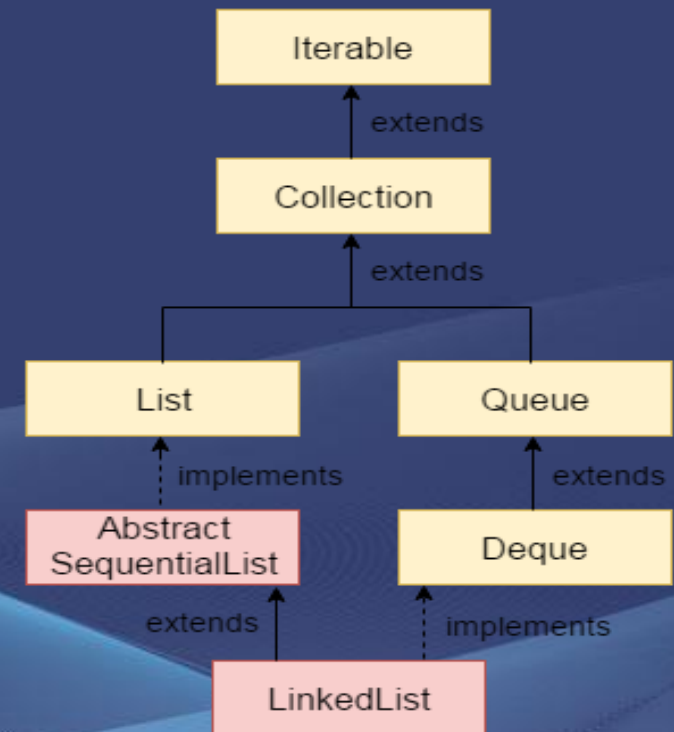 Iterable
extends
Collection
extends
List
Queue
implements
extends
Abstract
SequentialList
Deque
extends
implements
LinkedList